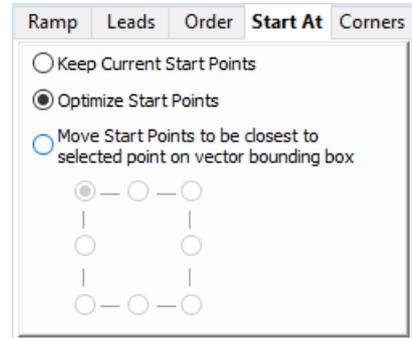 Ramp Leads Order Start At Corners
Keep Current Start Points
Optimize Start Points
Move Start Points to be closest to
selected point on vector bounding box